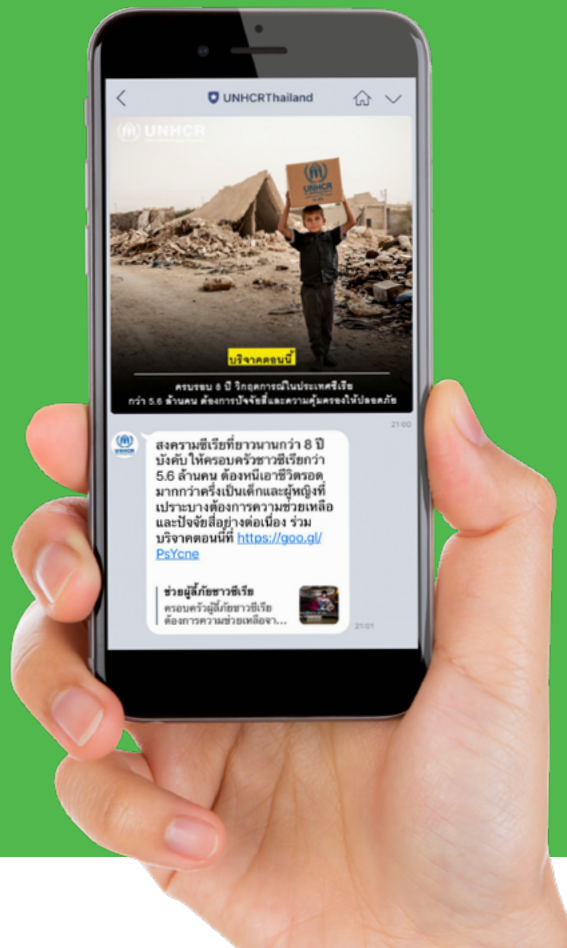 UNHCRThailand
UNHCR
UNHCR
บริจาคตอนนี้
ครบรอบ 8 ปี วิกฤตการณ์ในประเทศซีเรีย
กว่า 5.6 ล้านคน ต้องการปัจจัยสี่และความคุ้มครองให้ปลอดภัย
21:00
สงครามซีเรียที่ยาวนานกว่า 8 ปี
บังคับให้ครอบครัวชาวซีเรียกว่า
5.6 ล้านคน ต้องหนีเอาชีวิตรอด
มากกว่าครึ่งเป็นเด็กและผู้หญิงที่
เปราะบางต้องการความช่วยเหลือ
และปัจจัยสี่อย่างต่อเนื่อง ร่วม
บริจาคตอนนี้ที่ https://goo.gl/
PsYcne
ช่วยผู้ลี้ภัยชาวซีเรีย
ครอบครัวผู้ลี้ภัยชาวซีเรีย
ต้องการความช่วยเหลือจา...
21:01